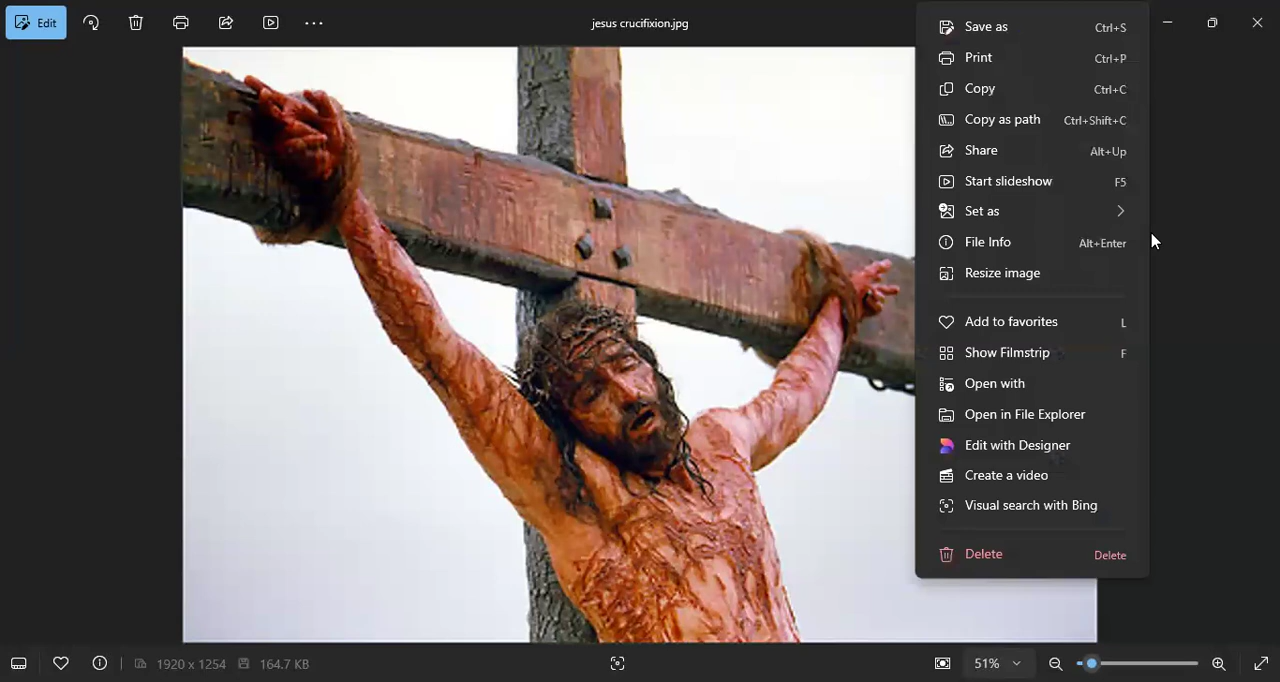 Edit
jesus crucifixion.jpg
Save as Ctrl+S
Print Ctrl+P
Copy Ctrl+C
Copy as path Ctrl+Shift+C
Share Alt+Up
Start slideshow F5
Set as
File Info Alt+Enter
Resize image
Add to favorites L
Show Filmstrip F
Open with
Open in File Explorer
Edit with Designer
Create a video
Visual search with Bing
Delete Delete
1920 x 1254 164.7 KB 51%